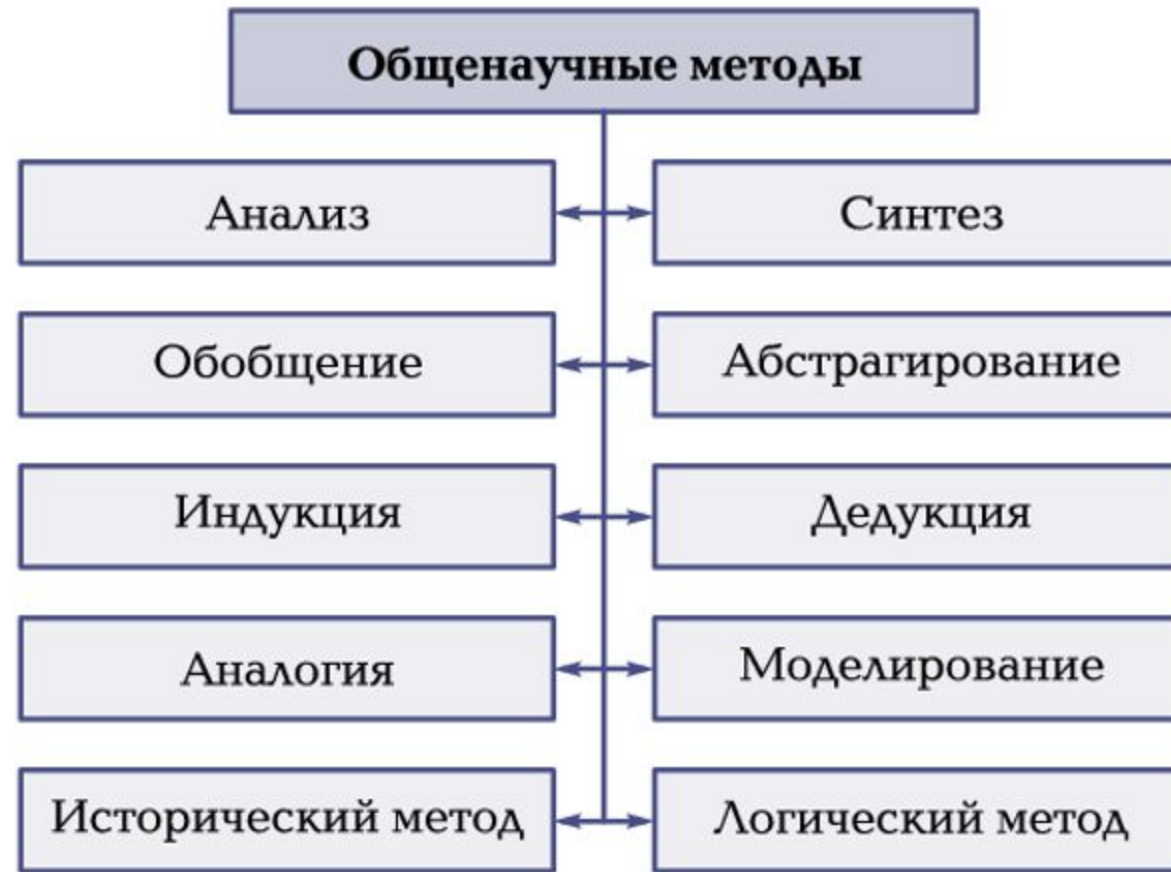 Общенаучные методы
Анализ
Синтез
Обобщение
Абстрагирование
Индукция
Дедукция
Аналогия
Моделирование
Исторический метод
Логический метод